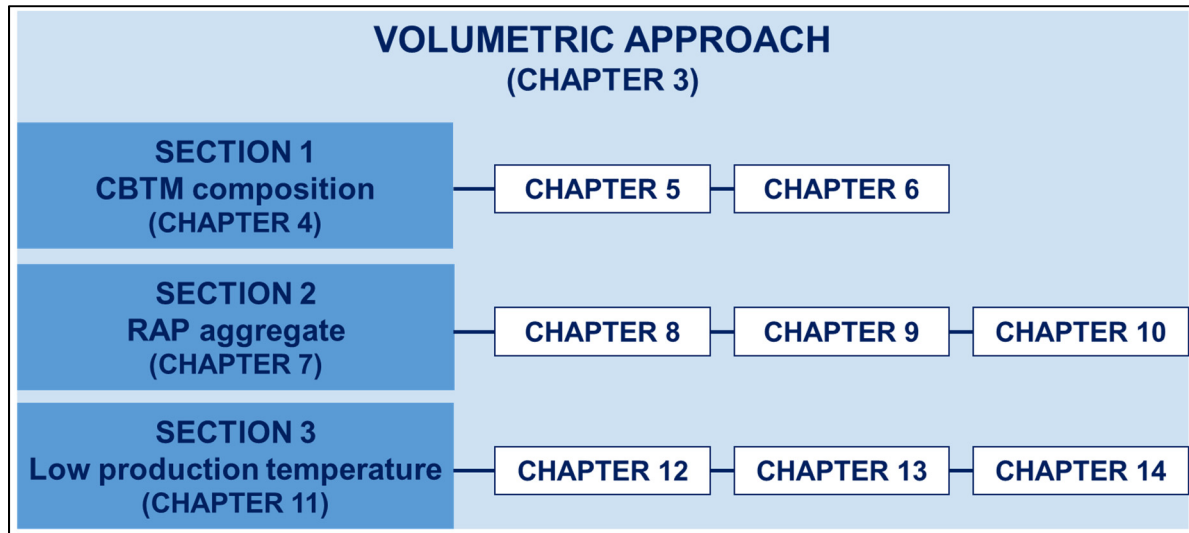 VOLUMETRIC APPROACH
(CHAPTER 3)
SECTION 1
CBTM composition
(CHAPTER 4)
CHAPTER 5
CHAPTER 6
SECTION 2
RAP aggregate
(CHAPTER 7)
CHAPTER 8
CHAPTER 9
CHAPTER 10
SECTION 3
Low production temperature
(CHAPTER 11)
CHAPTER 12
CHAPTER 13
CHAPTER 14